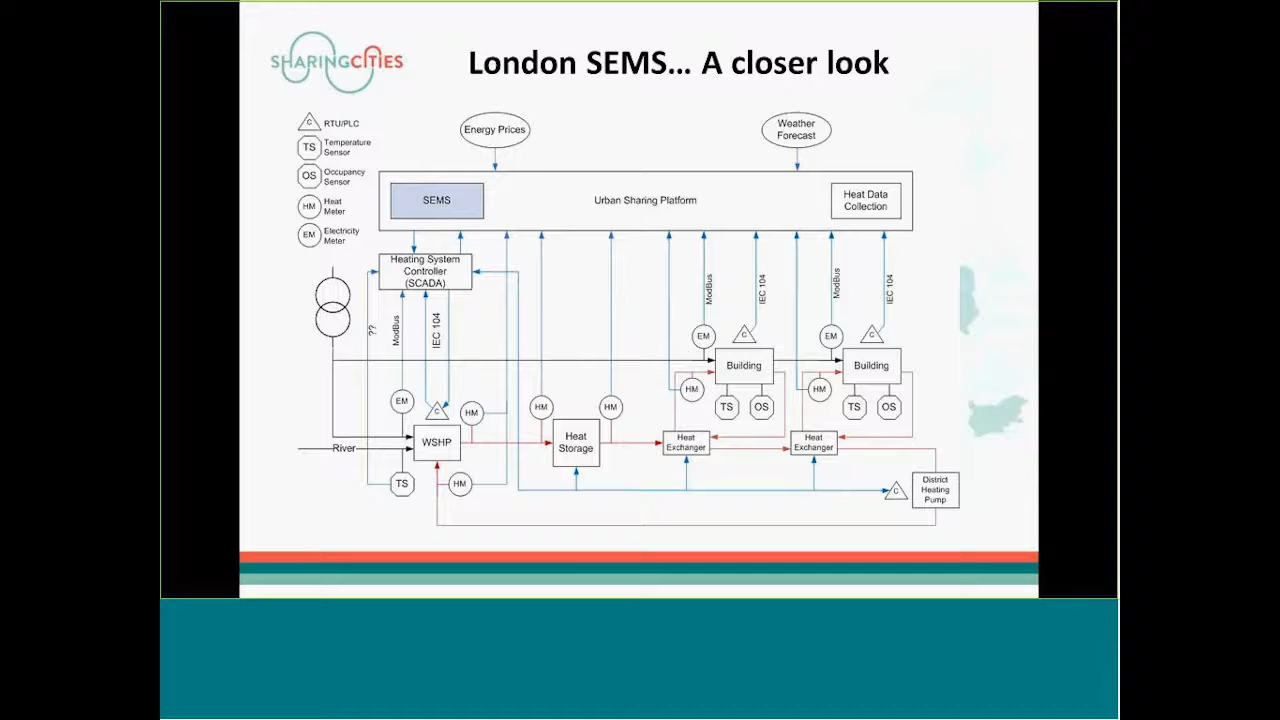 SHARINGCITIES
London SEMS... A closer look
C
RTU/PLC
TS
Temperature
Sensor
OS
Occupancy
Sensor
HM
Heat
Meter
EM
Electricity
Meter
Energy Prices
Weather
Forecast
SEMS
Urban Sharing Platform
Heat Data
Collection
Heating System
Controller
(SCADA)
??
ModBus
IEC 104
ModBus
IEC 104
ModBus
IEC 104
EM
C
EM
C
Building
Building
HM
HM
TS
OS
TS
OS
EM
C
HM
HM
HM
River
WSHP
Heat
Storage
Heat
Exchanger
Heat
Exchanger
TS
HM
C
District
Heating
Pump